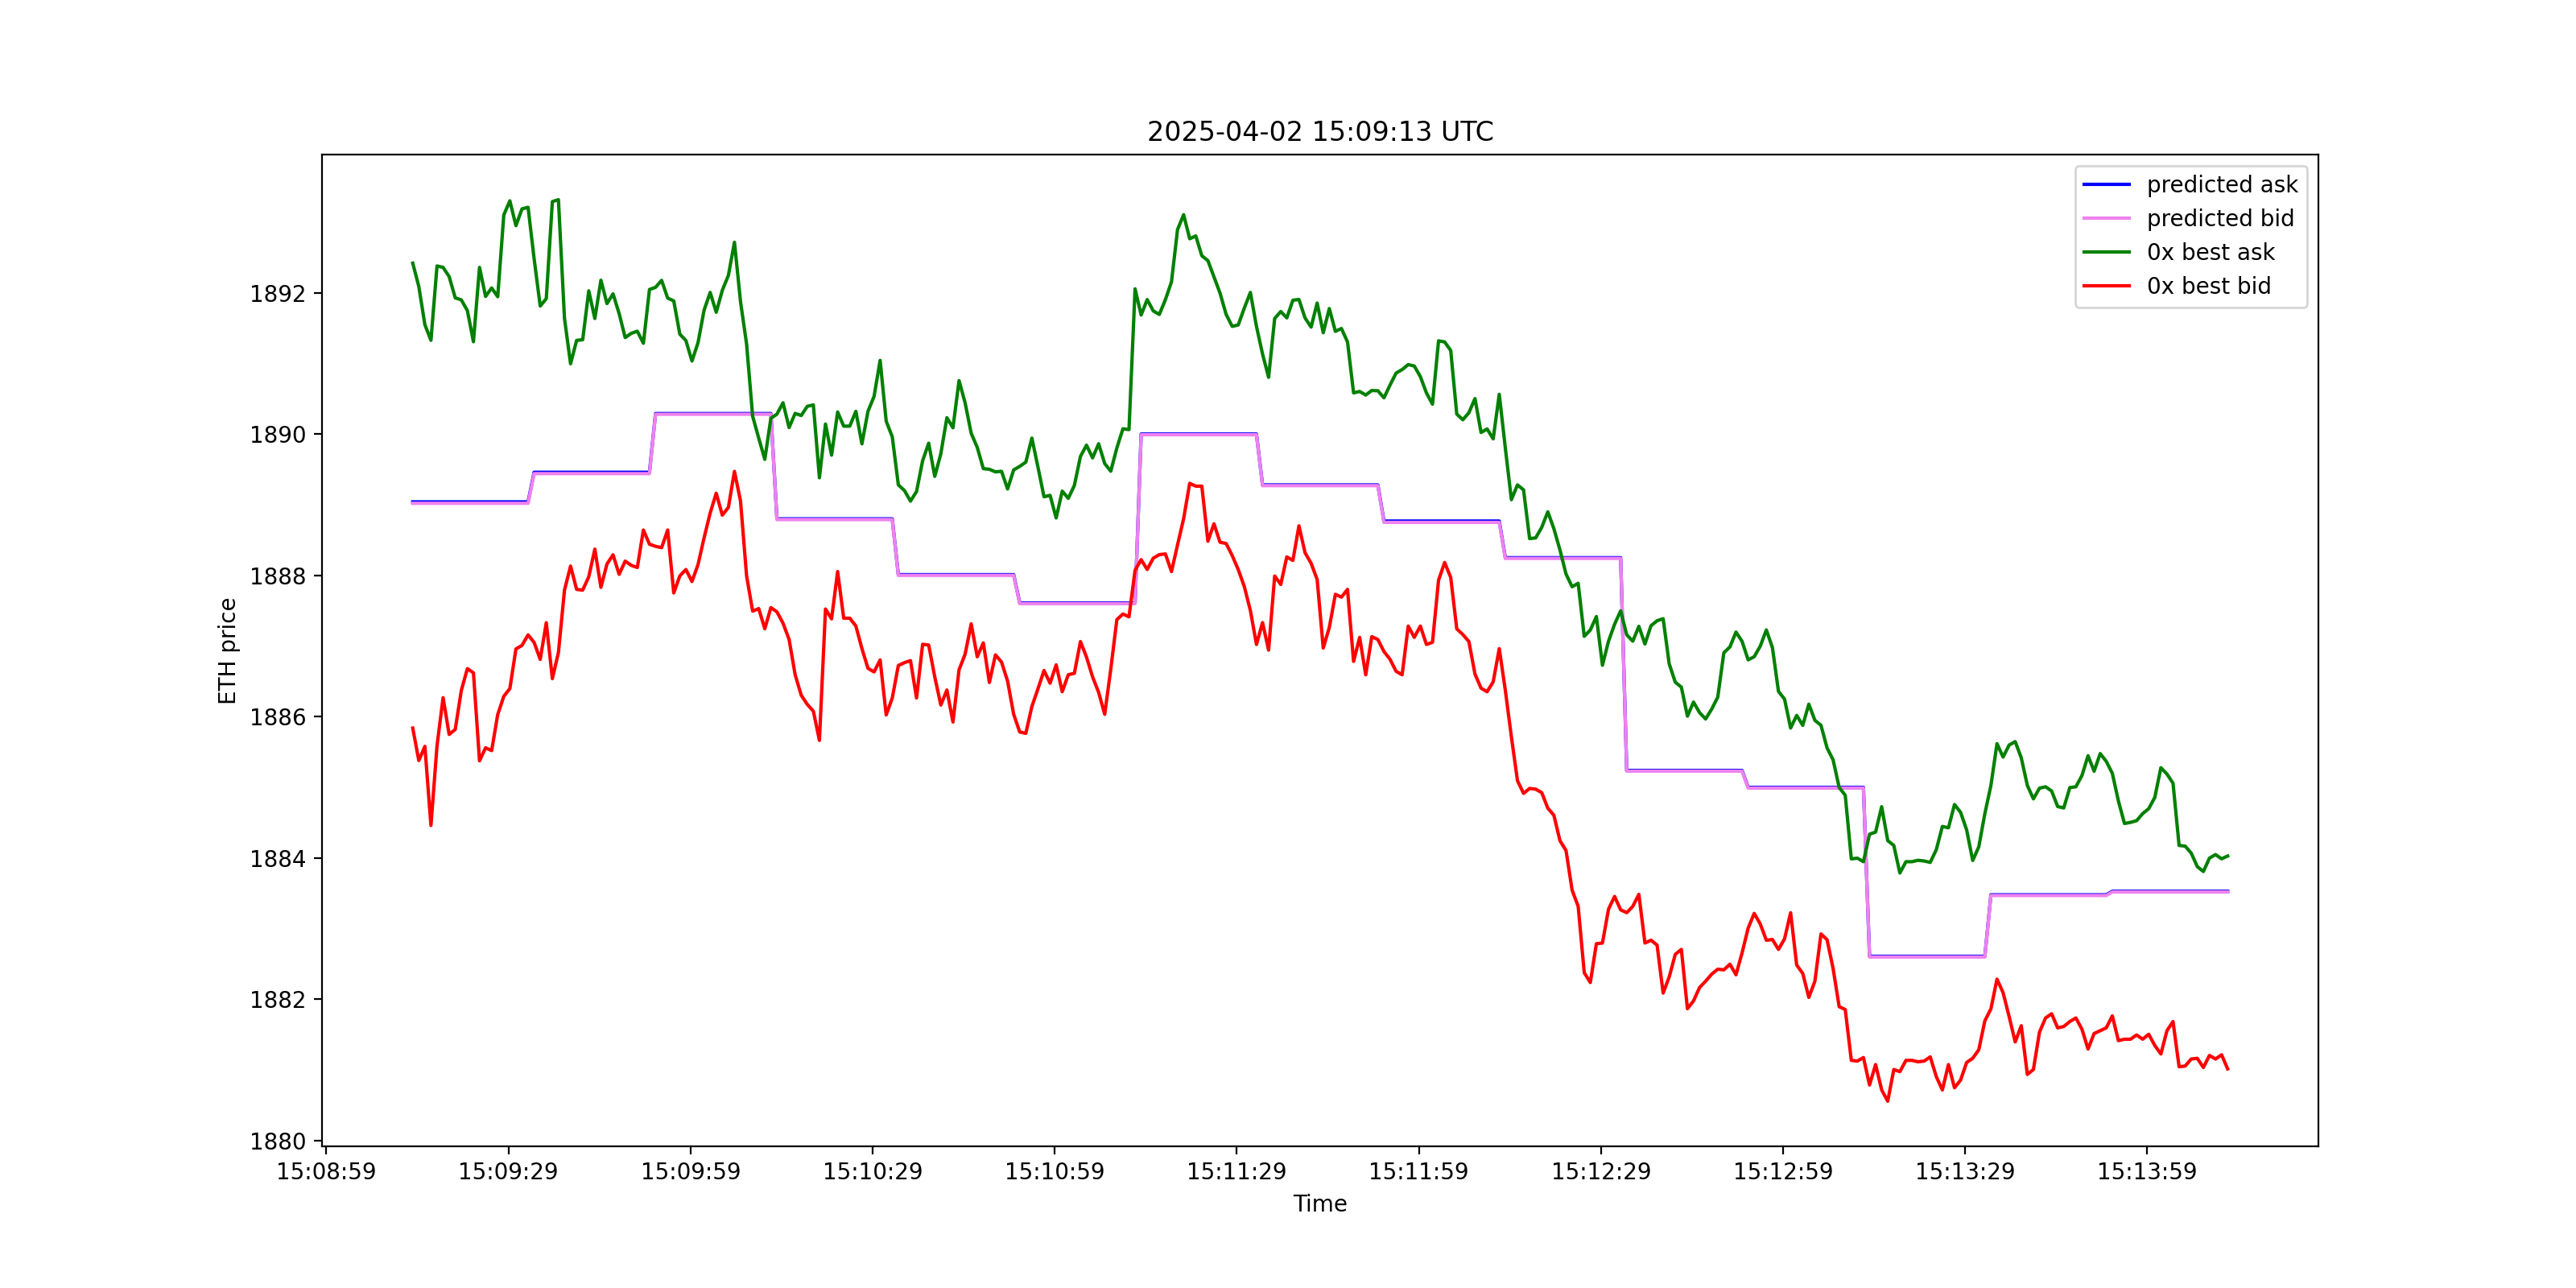 2025-04-02 15:09:13 UTC
predicted ask
predicted bid
0x best ask
0x best bid
ETH price
1892
1890
1888
1886
1884
1882
1880
15:08:59 15:09:29 15:09:59 15:10:29 15:10:59 15:11:29 15:11:59 15:12:29 15:12:59 15:13:29 15:13:59
Time